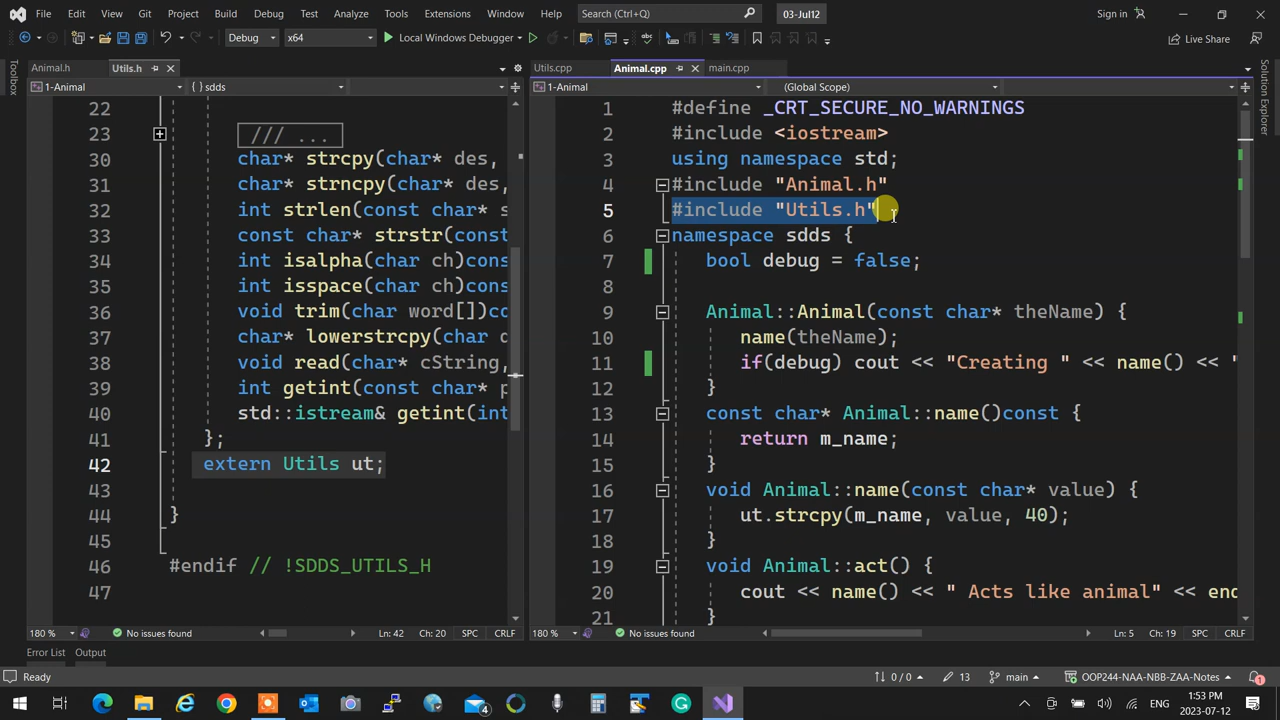 File Edit View Git Project Build Debug Test Analyze Tools Extensions Window Help Search (Ctrl+Q) 03-Jul12 Sign in
Debug x64 Local Windows Debugger Live Share
Toolbox
Animal.h Utils.h
1-Animal { } sdds
22
23 /// ...
30 char* strcpy(char* des,
31 char* strncpy(char* des,
32 int strlen(const char* s
33 const char* strstr(const
34 int isalpha(char ch)cons
35 int isspace(char ch)cons
36 void trim(char word[])co
37 char* lowerstrcpy(char d
38 void read(char* cString,
39 int getint(const char* p
40 std::istream& getint(int
41 };
42 extern Utils ut;
43
44 }
45
46 #endif // !SDDS_UTILS_H
47
180 % No issues found Ln: 42 Ch: 20 SPC CRLF
Utils.cpp Animal.cpp main.cpp
1-Animal (Global Scope)
1 #define _CRT_SECURE_NO_WARNINGS
2 #include <iostream>
3 using namespace std;
4 #include "Animal.h"
5 #include "Utils.h"
6 namespace sdds {
7 bool debug = false;
8
9 Animal::Animal(const char* theName) {
10 name(theName);
11 if(debug) cout << "Creating " << name() << "
12 }
13 const char* Animal::name()const {
14 return m_name;
15 }
16 void Animal::name(const char* value) {
17 ut.strcpy(m_name, value, 40);
18 }
19 void Animal::act() {
20 cout << name() << " Acts like animal" << end
21 }
180 % No issues found Ln: 5 Ch: 19 SPC CRLF
Solution Explorer
Error List Output
Ready 0 / 0 13 main OOP244-NAA-NBB-ZAA-Notes 1
4 ENG 1:53 PM
2023-07-12